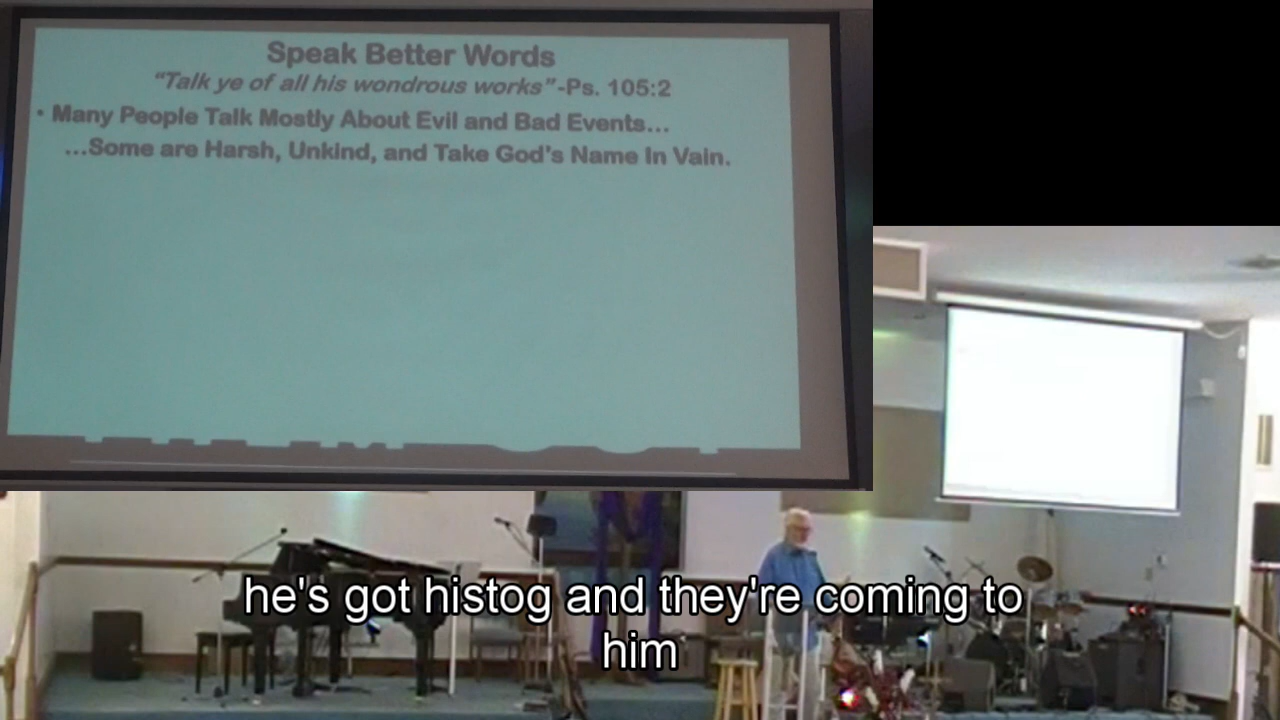 Speak Better Words
“Talk ye of all his wondrous works” -Ps. 105:2
• Many People Talk Mostly About Evil and Bad Events...
...Some are Harsh, Unkind, and Take God's Name In Vain.
he's got histog and they're coming to
him